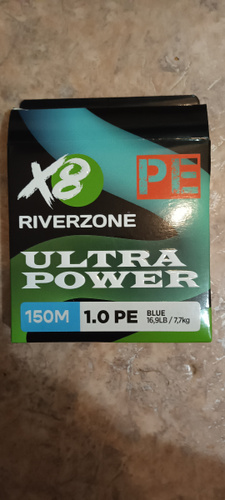 X8 PE
RIVERZONE
ULTRA
POWER
150M 1.0 PE BLUE
16,9LB / 7,7kg